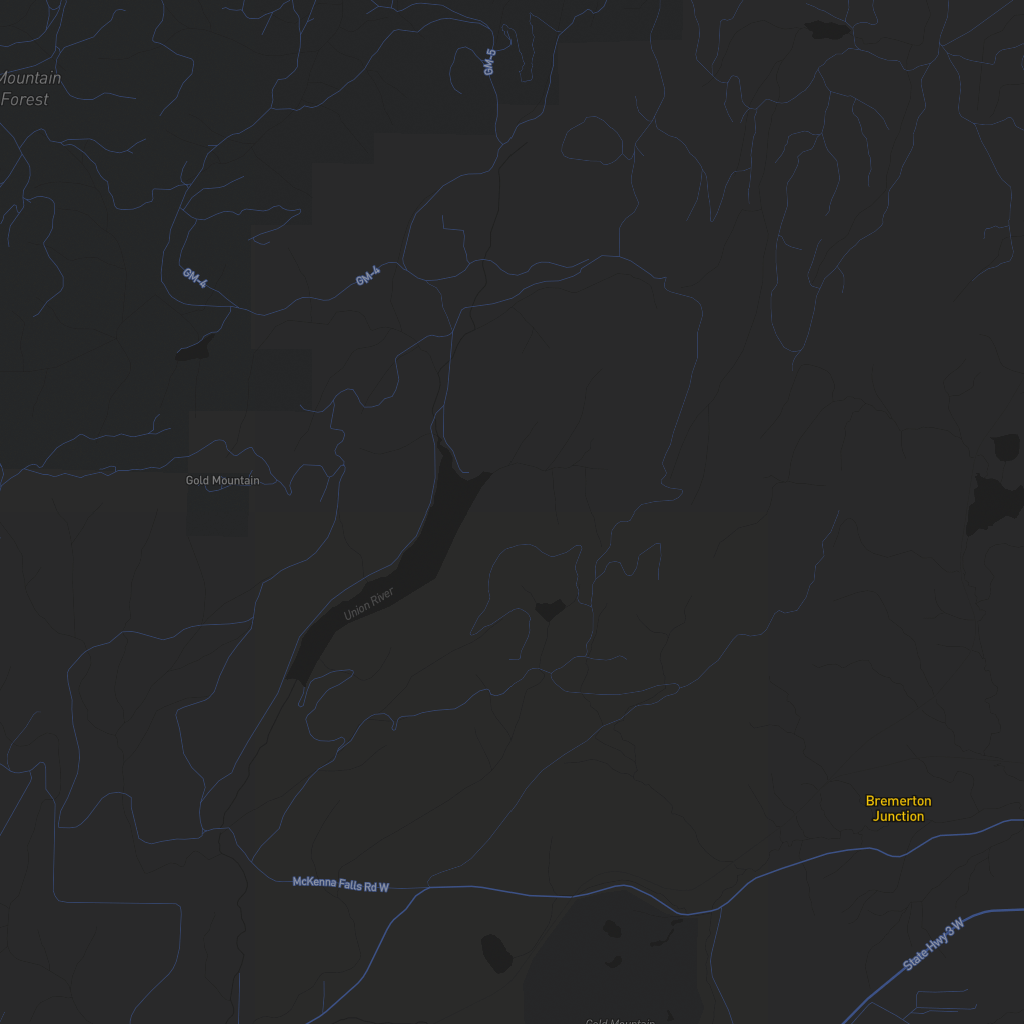 GM-5
Mountain
Forest
GM-4
GM-4
Gold Mountain
Union River
Bremerton
Junction
McKenna Falls Rd W
State Hwy 3 W
Gold Mountain